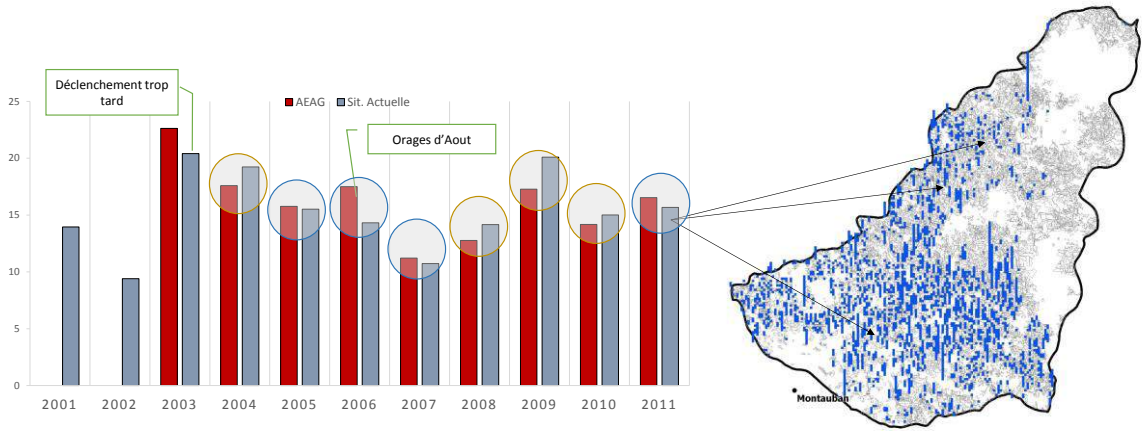 Déclenchement trop
tard
AEAG
Sit. Actuelle
Orages d'Aout
25
20
15
10
5
0
2001
2002
2003
2004
2005
2006
2007
2008
2009
2010
2011
Montauban